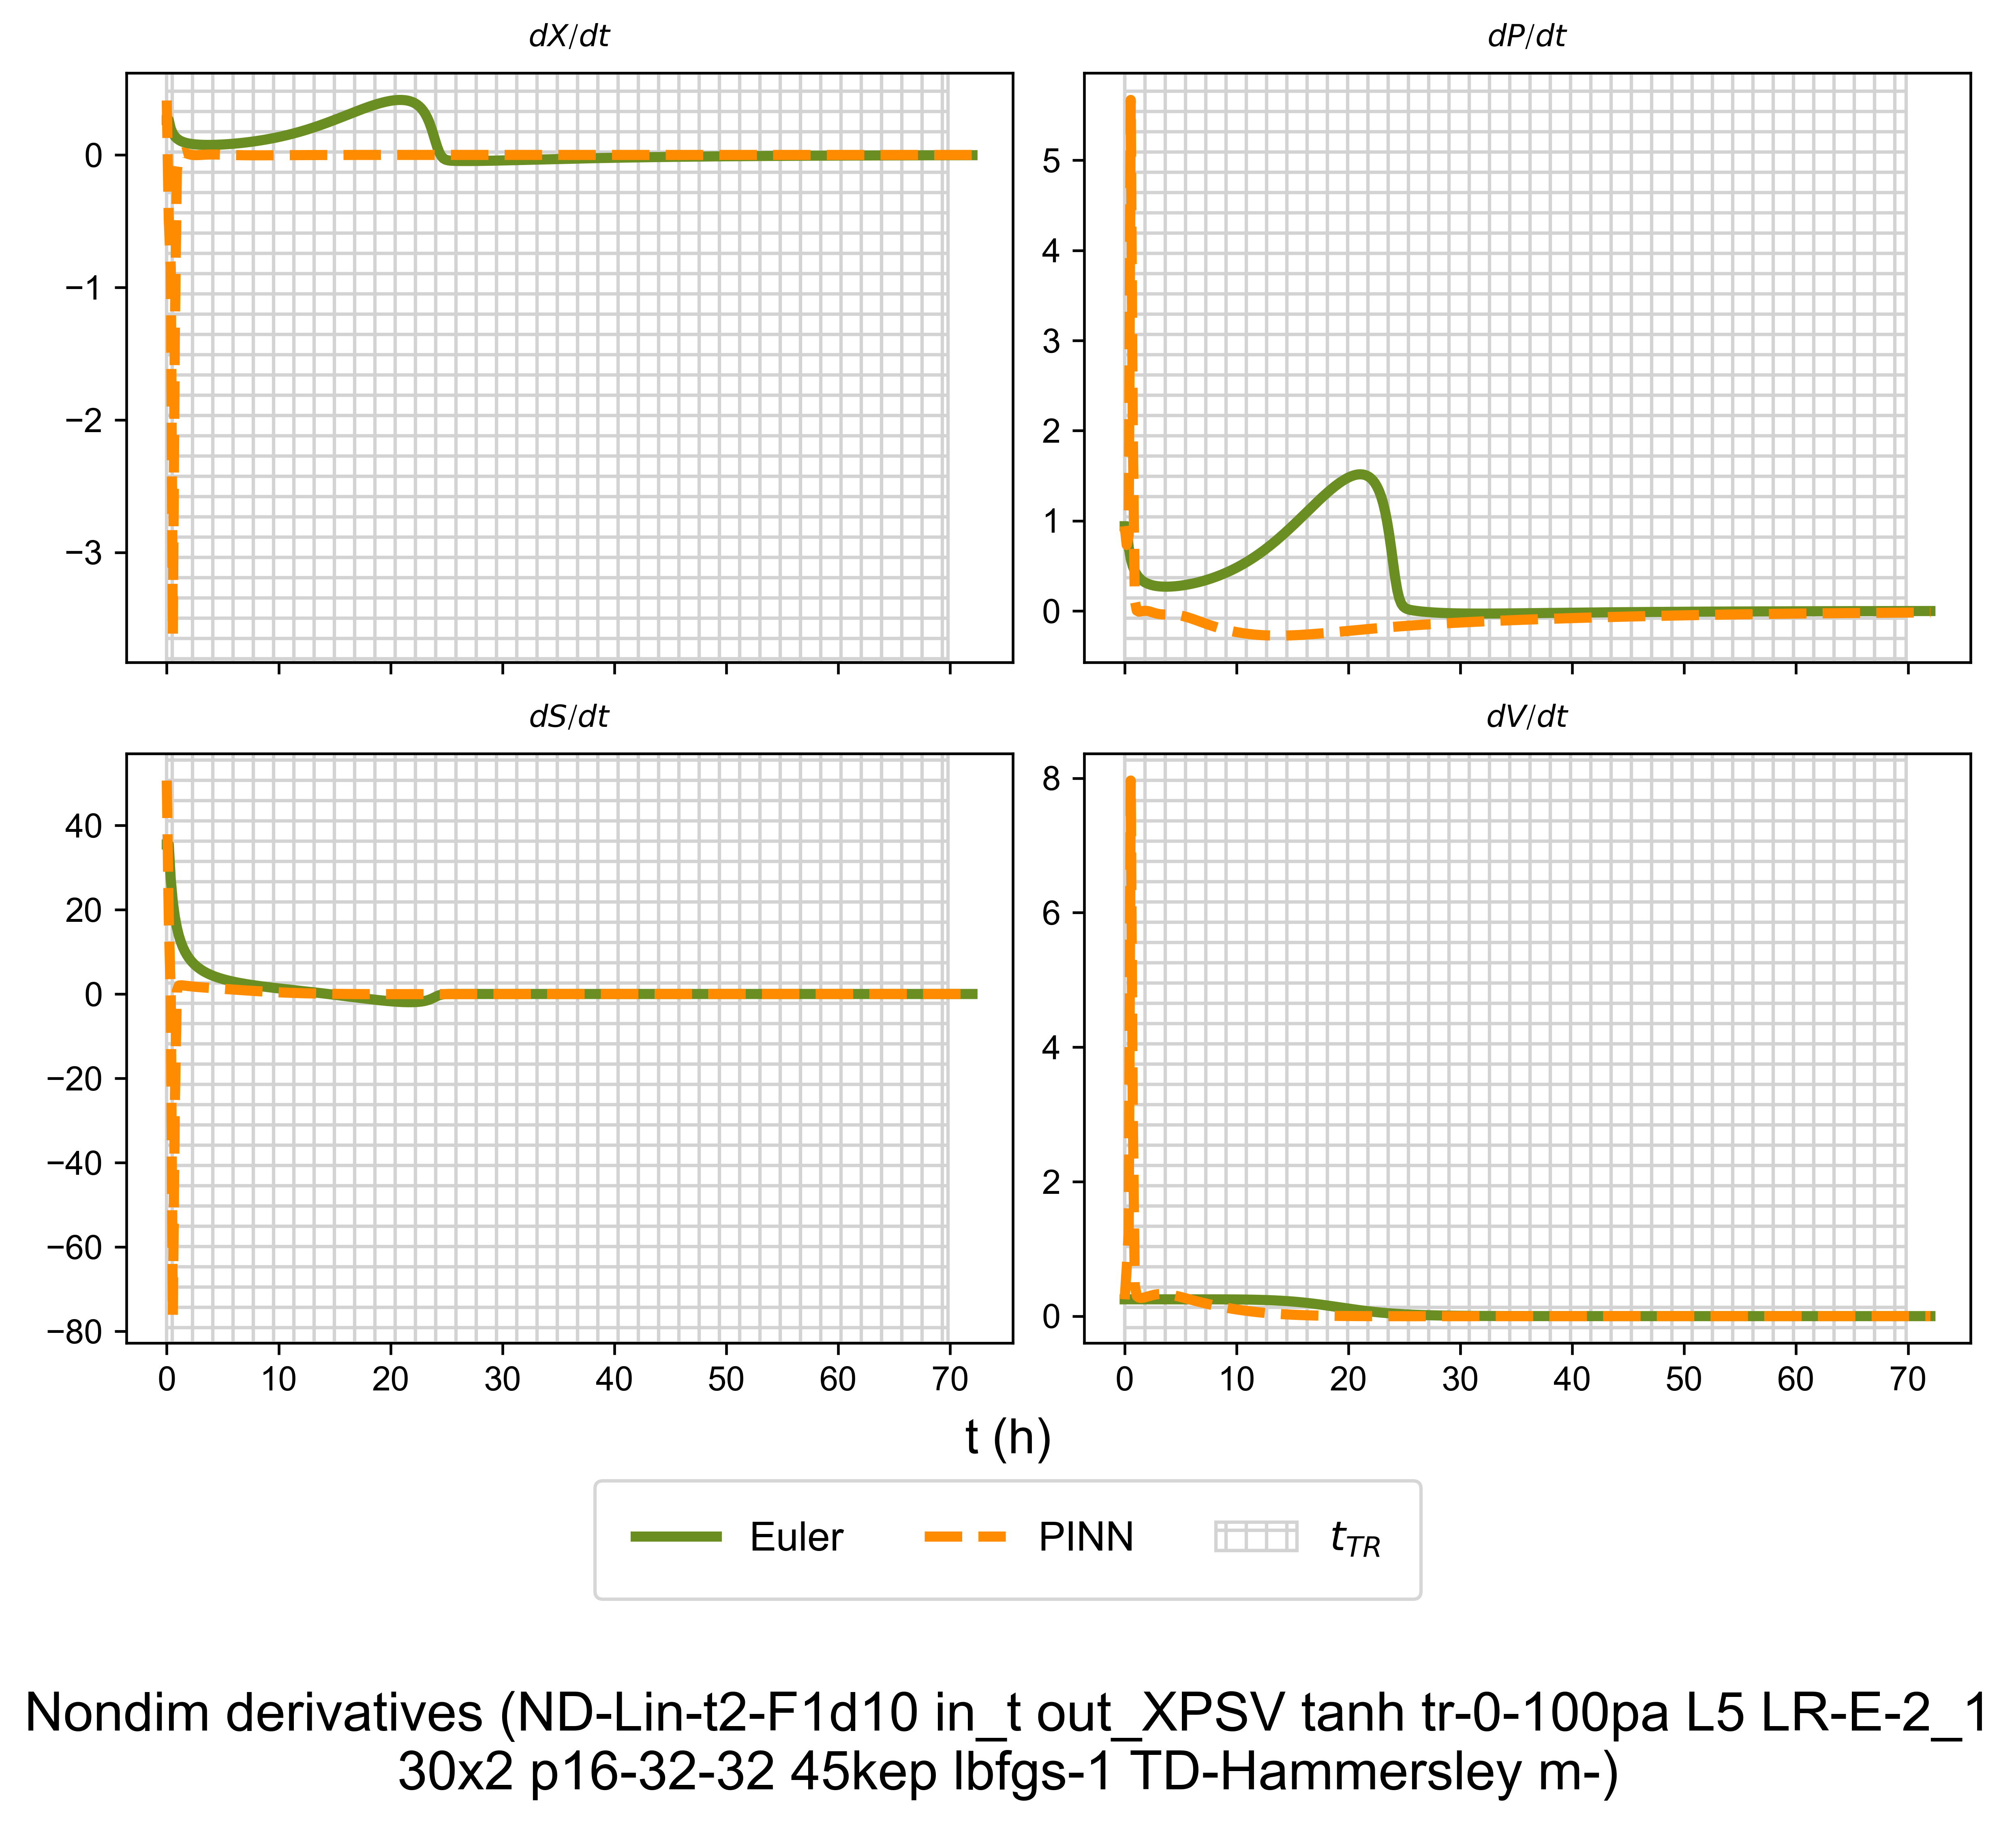 dX/dt
dP/dt
0
−1
−2
−3
5
4
3
2
1
0
dS/dt
dV/dt
40
20
0
−20
−40
−60
−80
0 10 20 30 40 50 60 70
8
6
4
2
0
0 10 20 30 40 50 60 70
t (h)
Euler PINN t_TR
Nondim derivatives (ND-Lin-t2-F1d10 in_t out_XPSV tanh tr-0-100pa L5 LR-E-2_1
30x2 p16-32-32 45kep lbfgs-1 TD-Hammersley m-)